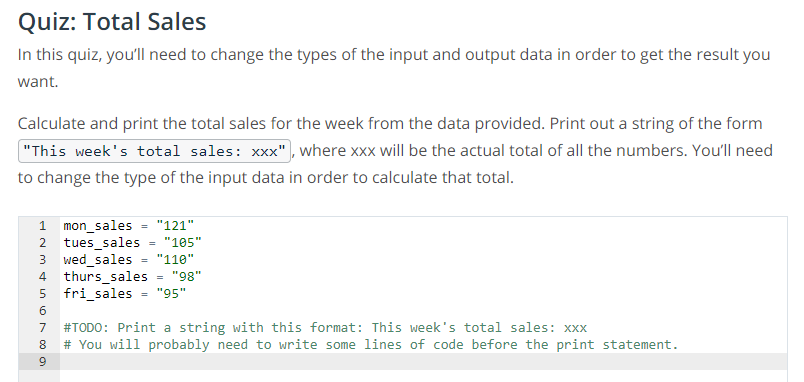 Quiz: Total Sales
In this quiz, you’ll need to change the types of the input and output data in order to get the result you
want.
Calculate and print the total sales for the week from the data provided. Print out a string of the form
"This week's total sales: xxx" , where xxx will be the actual total of all the numbers. You’ll need
to change the type of the input data in order to calculate that total.
1 mon_sales = "121"
2 tues_sales = "105"
3 wed_sales = "110"
4 thurs_sales = "98"
5 fri_sales = "95"
6
7 #TODO: Print a string with this format: This week's total sales: xxx
8 # You will probably need to write some lines of code before the print statement.
9